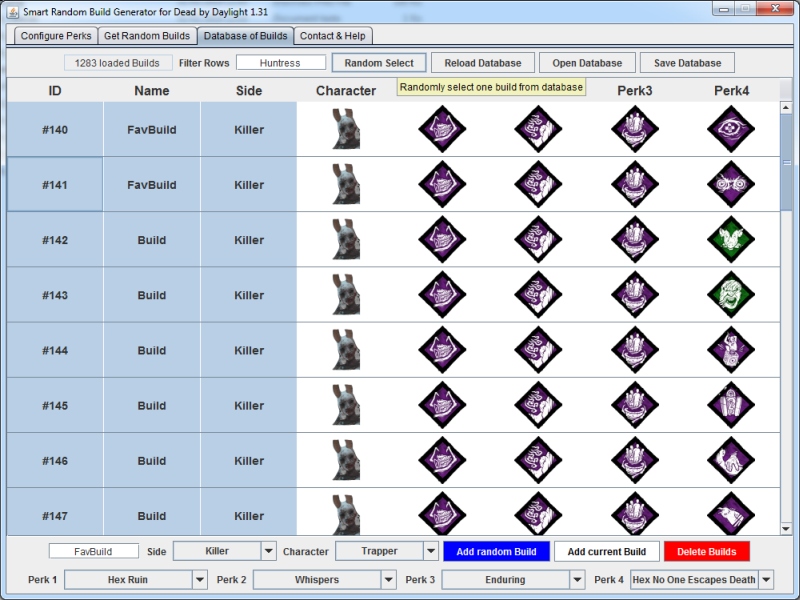 Smart Random Build Generator for Dead by Daylight 1.31
Configure Perks Get Random Builds Database of Builds Contact & Help
1283 loaded Builds Filter Rows Huntress Random Select Reload Database Open Database Save Database
Randomly select one build from database
ID Name Side Character Perk3 Perk4
#140 FavBuild Killer
#141 FavBuild Killer
#142 Build Killer
#143 Build Killer
#144 Build Killer
#145 Build Killer
#146 Build Killer
#147 Build Killer
FavBuild Side Killer Character Trapper Add random Build Add current Build Delete Builds
Perk 1 Hex Ruin Perk 2 Whispers Perk 3 Enduring Perk 4 Hex No One Escapes Death